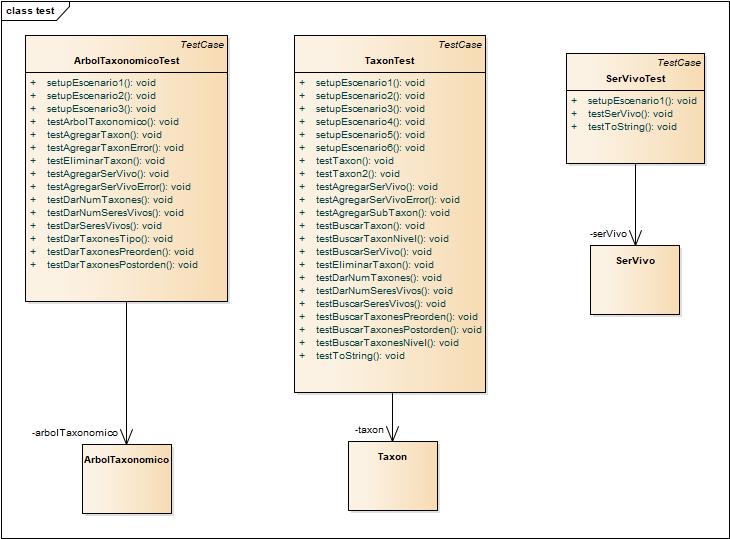 class test
TestCase
ArbolTaxonomicoTest
+ setupEscenario1(): void
+ setupEscenario2(): void
+ setupEscenario3(): void
+ testArbolTaxonomico(): void
+ testAgregarTaxon(): void
+ testAgregarTaxonError(): void
+ testEliminarTaxon(): void
+ testAgregarSerVivo(): void
+ testAgregarSerVivoError(): void
+ testDarNumTaxones(): void
+ testDarNumSeresVivos(): void
+ testDarSeresVivos(): void
+ testDarTaxonesTipo(): void
+ testDarTaxonesPreorden(): void
+ testDarTaxonesPostorden(): void
-arbolTaxonomico
ArbolTaxonomico
TestCase
TaxonTest
+ setupEscenario1(): void
+ setupEscenario2(): void
+ setupEscenario3(): void
+ setupEscenario4(): void
+ setupEscenario5(): void
+ setupEscenario6(): void
+ testTaxon(): void
+ testTaxon2(): void
+ testAgregarSerVivo(): void
+ testAgregarSerVivoError(): void
+ testAgregarSubTaxon(): void
+ testBuscarTaxon(): void
+ testBuscarTaxonNivel(): void
+ testBuscarSerVivo(): void
+ testEliminarTaxon(): void
+ testDarNumTaxones(): void
+ testDarNumSeresVivos(): void
+ testBuscarSeresVivos(): void
+ testBuscarTaxonesPreorden(): void
+ testBuscarTaxonesPostorden(): void
+ testBuscarTaxonesNivel(): void
+ testToString(): void
-taxon
Taxon
TestCase
SerVivoTest
+ setupEscenario1(): void
+ testSerVivo(): void
+ testToString(): void
-serVivo
SerVivo